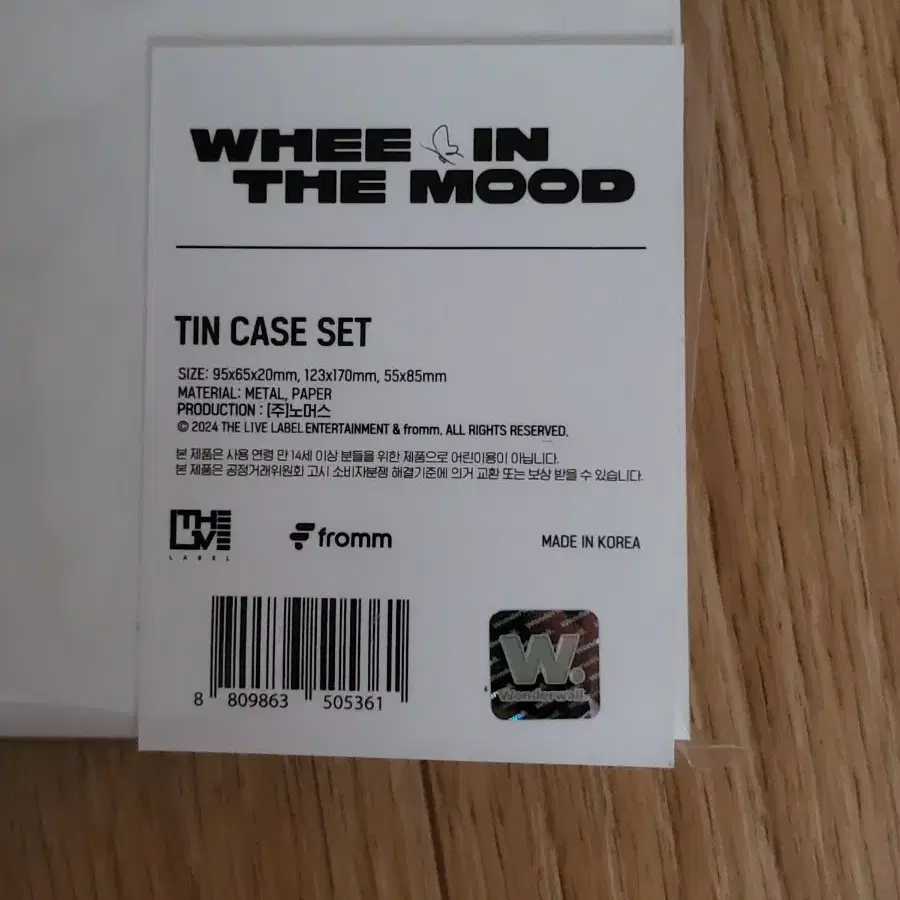 WHEE IN
THE MOOD
TIN CASE SET
SIZE: 95x65x20mm, 123x170mm, 55x85mm
MATERIAL: METAL, PAPER
PRODUCTION : [주]노머스
© 2024 THE L1VE LABEL ENTERTAINMENT & fromm. ALL RIGHTS RESERVED.
본 제품은 사용 연령 만 14세 이상 분들을 위한 제품으로 어린이용이 아닙니다.
본 제품은 공정거래위원회 고시 소비자분쟁 해결기준에 의거 교환 또는 보상 받을 수 있습니다.
THE
L1VE
LABEL
fromm
MADE IN KOREA
8 809863 505361
W.
Wonderwall.